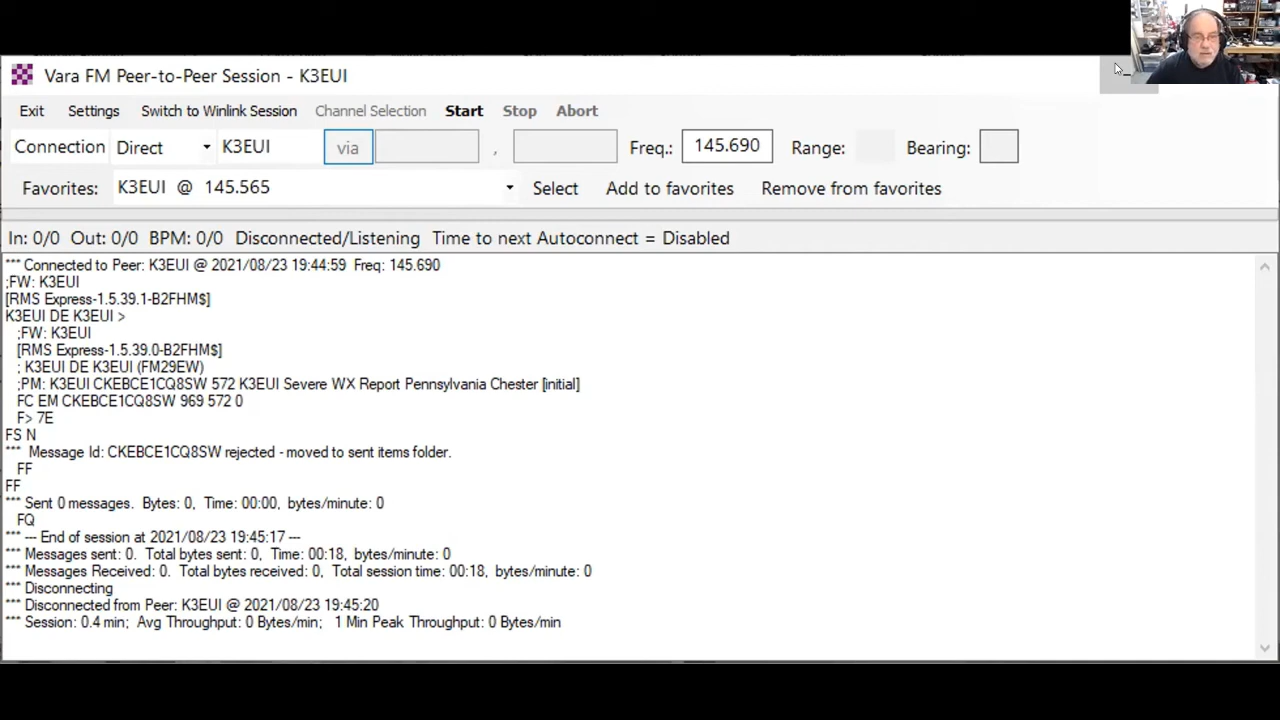 Vara FM Peer-to-Peer Session - K3EUI
Exit Settings Switch to Winlink Session Channel Selection Start Stop Abort
Connection Direct K3EUI via , Freq.: 145.690 Range: Bearing:
Favorites: K3EUI @ 145.565 Select Add to favorites Remove from favorites
In: 0/0 Out: 0/0 BPM: 0/0 Disconnected/Listening Time to next Autoconnect = Disabled
*** Connected to Peer: K3EUI @ 2021/08/23 19:44:59 Freq: 145.690
;FW: K3EUI
[RMS Express-1.5.39.1-B2FHM$]
K3EUI DE K3EUI >
;FW: K3EUI
[RMS Express-1.5.39.0-B2FHM$]
; K3EUI DE K3EUI (FM29EW)
;PM: K3EUI CKEBCE1CQ8SW 572 K3EUI Severe WX Report Pennsylvania Chester [initial]
FC EM CKEBCE1CQ8SW 969 572 0
F> 7E
FS N
*** Message Id: CKEBCE1CQ8SW rejected - moved to sent items folder.
FF
FF
*** Sent 0 messages. Bytes: 0, Time: 00:00, bytes/minute: 0
FQ
*** --- End of session at 2021/08/23 19:45:17 ---
*** Messages sent: 0. Total bytes sent: 0, Time: 00:18, bytes/minute: 0
*** Messages Received: 0. Total bytes received: 0, Total session time: 00:18, bytes/minute: 0
*** Disconnecting
*** Disconnected from Peer: K3EUI @ 2021/08/23 19:45:20
*** Session: 0.4 min; Avg Throughput: 0 Bytes/min; 1 Min Peak Throughput: 0 Bytes/min